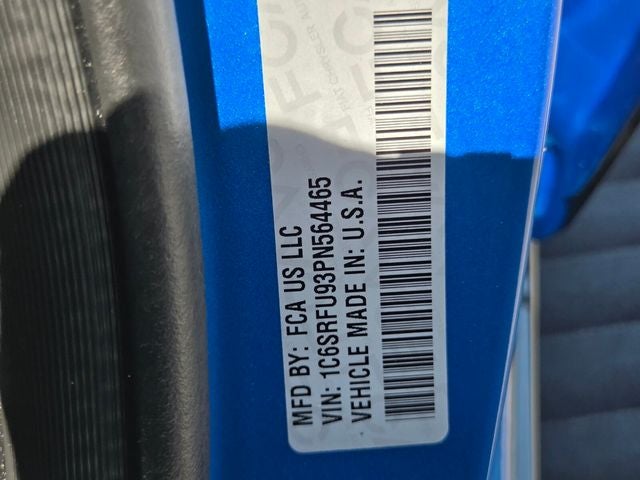 MFD BY: FCA US LLC
VIN: 1C6SRFU93PN564465
VEHICLE MADE IN: U.S.A.